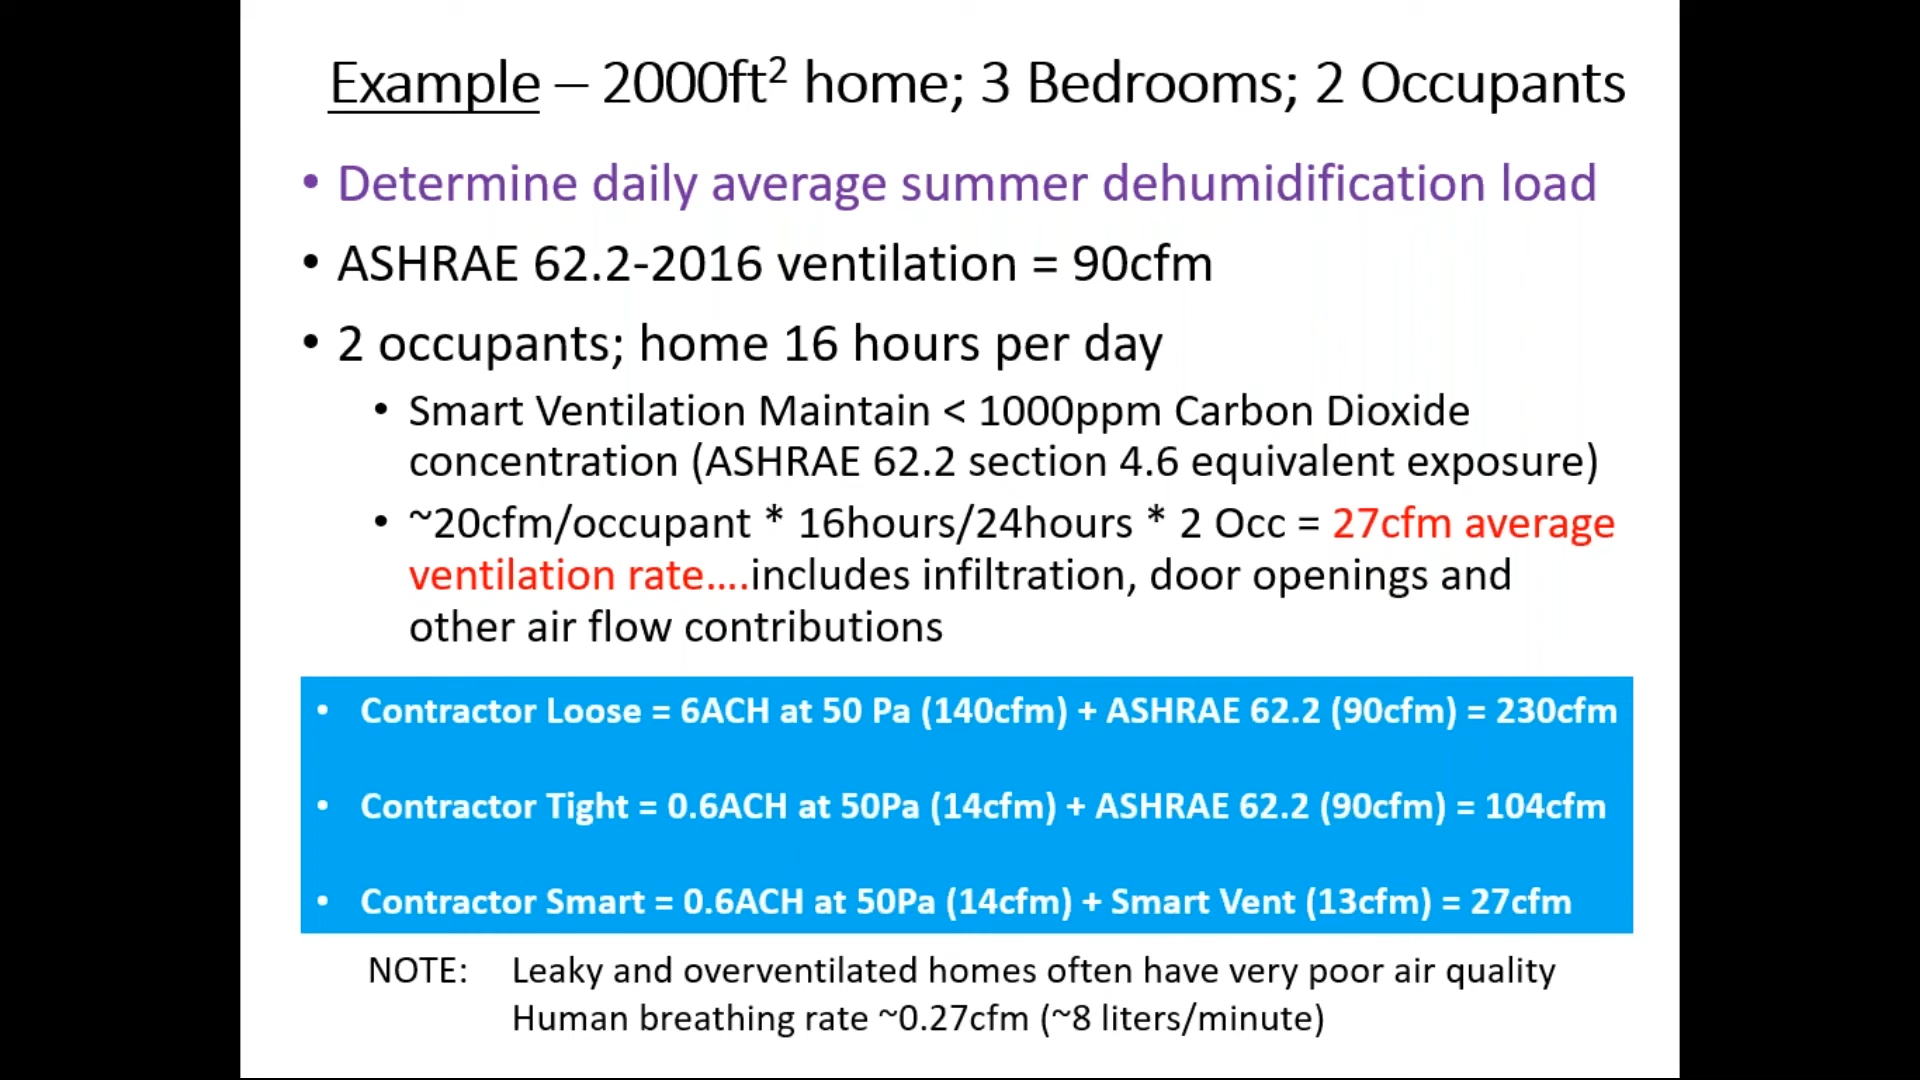 Example – 2000ft² home; 3 Bedrooms; 2 Occupants
• Determine daily average summer dehumidification load
• ASHRAE 62.2-2016 ventilation = 90cfm
• 2 occupants; home 16 hours per day
• Smart Ventilation Maintain < 1000ppm Carbon Dioxide
concentration (ASHRAE 62.2 section 4.6 equivalent exposure)
• ~20cfm/occupant * 16hours/24hours * 2 Occ = 27cfm average
ventilation rate....includes infiltration, door openings and
other air flow contributions
• Contractor Loose = 6ACH at 50 Pa (140cfm) + ASHRAE 62.2 (90cfm) = 230cfm
• Contractor Tight = 0.6ACH at 50Pa (14cfm) + ASHRAE 62.2 (90cfm) = 104cfm
• Contractor Smart = 0.6ACH at 50Pa (14cfm) + Smart Vent (13cfm) = 27cfm
NOTE: Leaky and overventilated homes often have very poor air quality
Human breathing rate ~0.27cfm (~8 liters/minute)